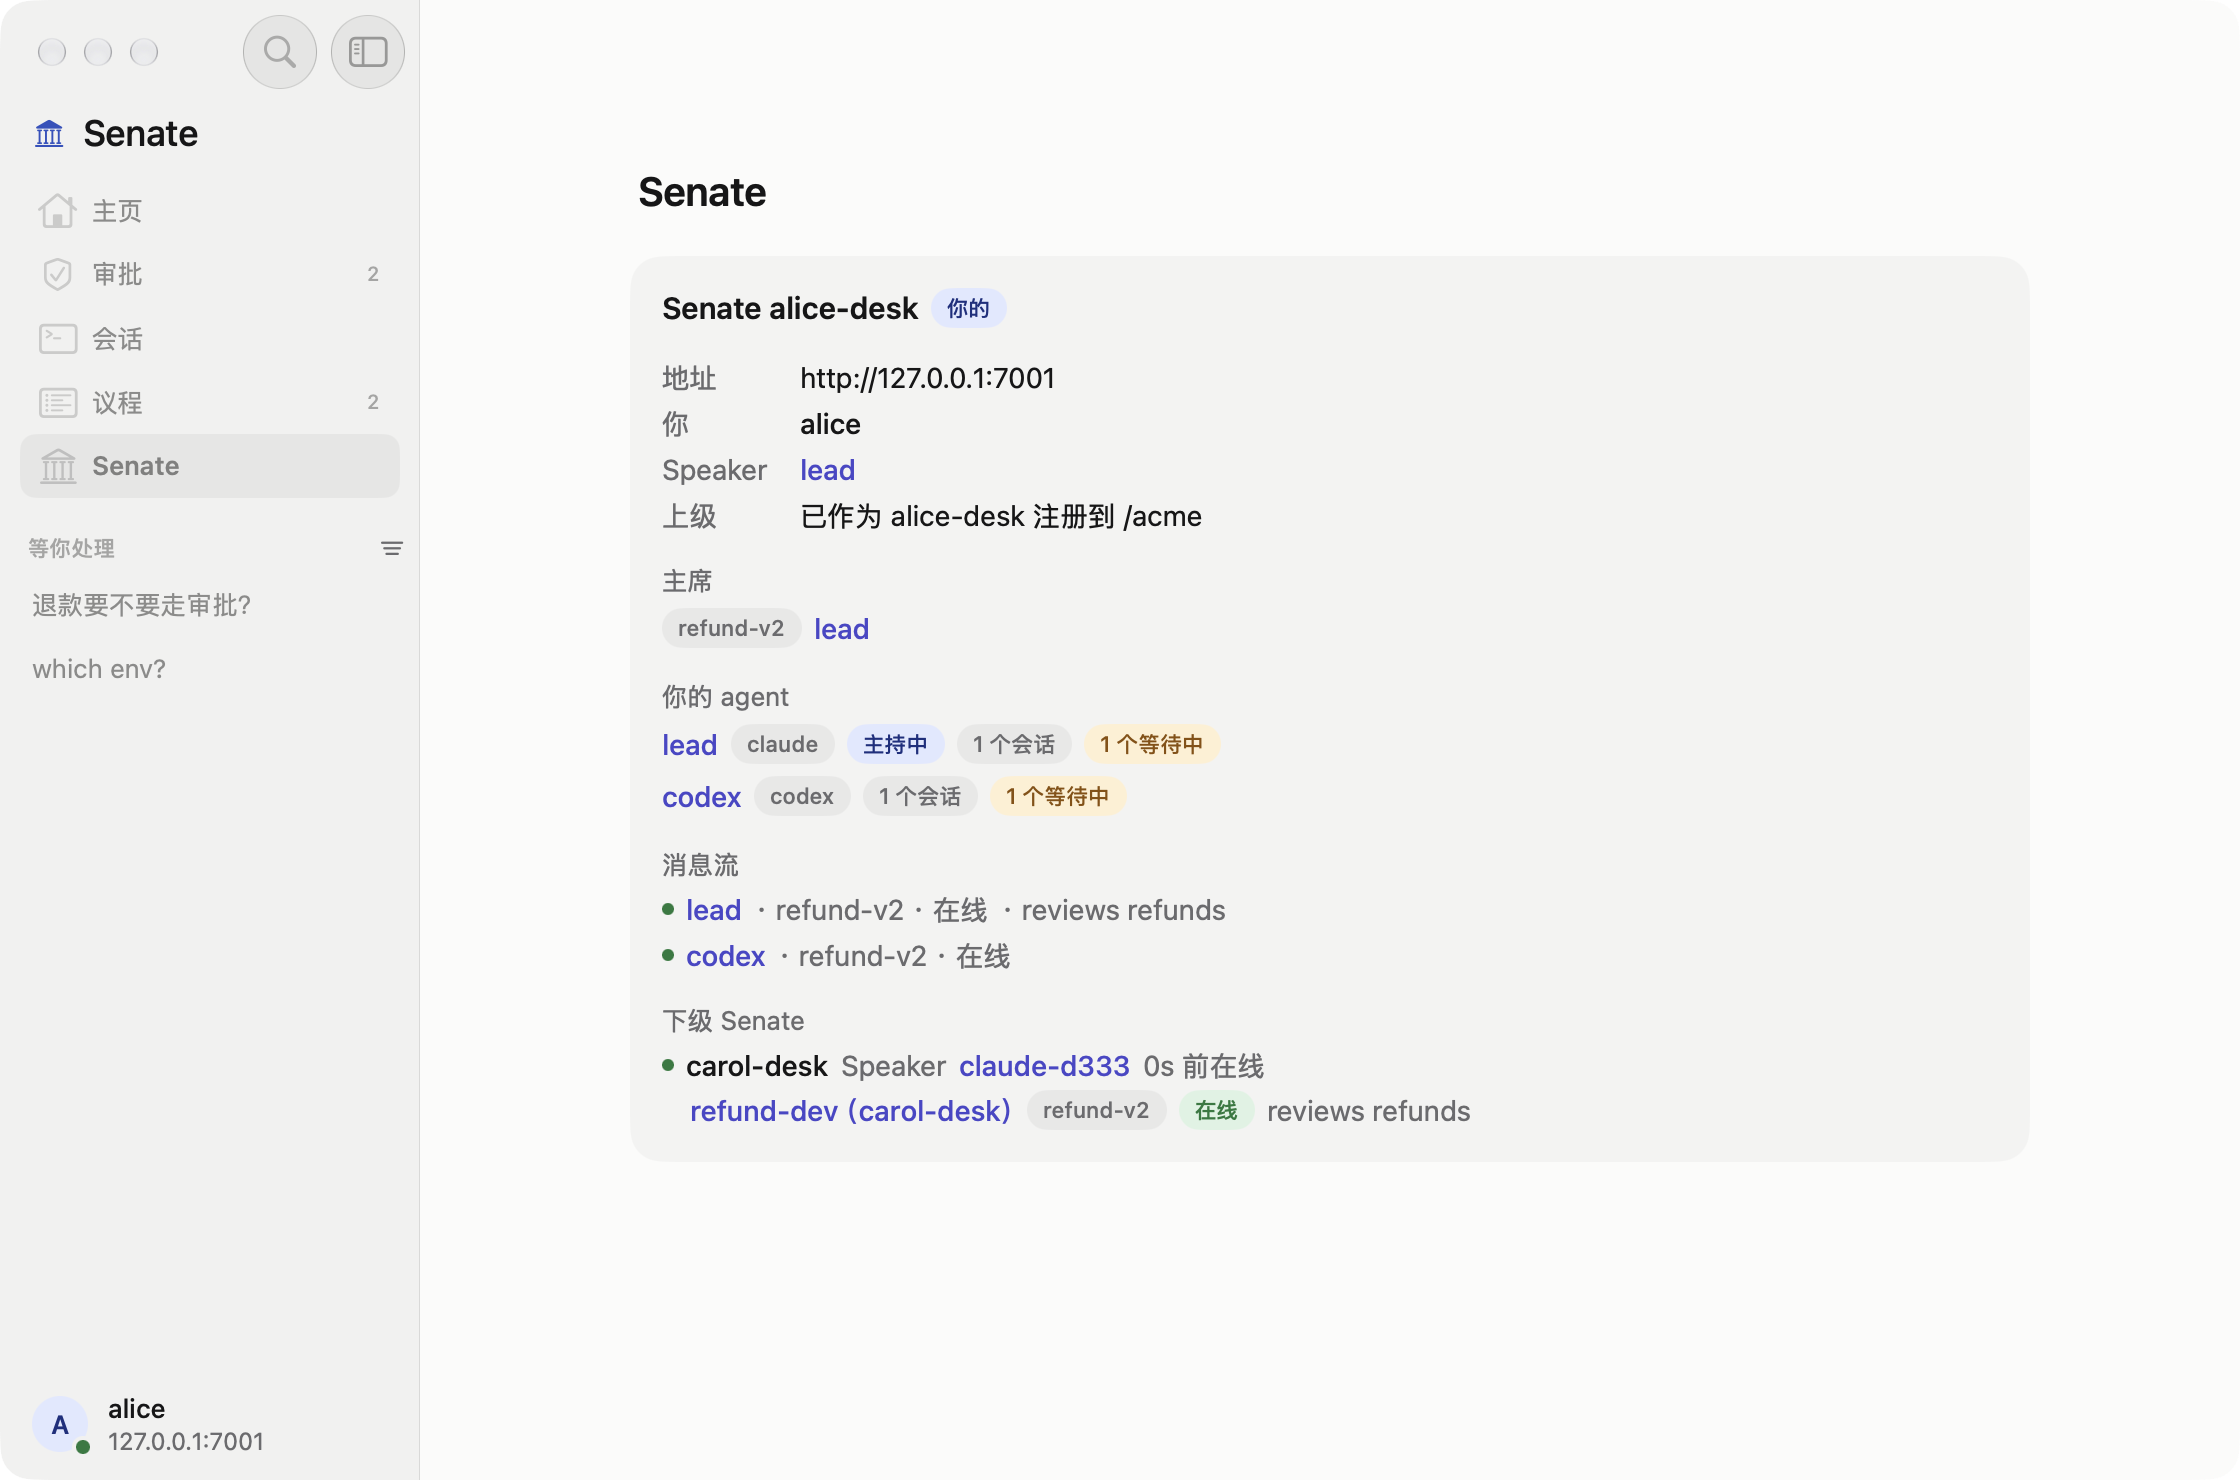 Senate
主页
审批 2
会话
议程 2
Senate
等你处理
退款要不要走审批?
which env?
A
alice
127.0.0.1:7001
Senate
Senate alice-desk 你的
地址 http://127.0.0.1:7001
你 alice
Speaker lead
上级 已作为 alice-desk 注册到 /acme
主席
refund-v2 lead
你的 agent
lead claude 主持中 1 个会话 1 个等待中
codex codex 1 个会话 1 个等待中
消息流
lead · refund-v2 · 在线 · reviews refunds
codex · refund-v2 · 在线
下级 Senate
carol-desk Speaker claude-d333 0s 前在线
refund-dev (carol-desk) refund-v2 在线 reviews refunds